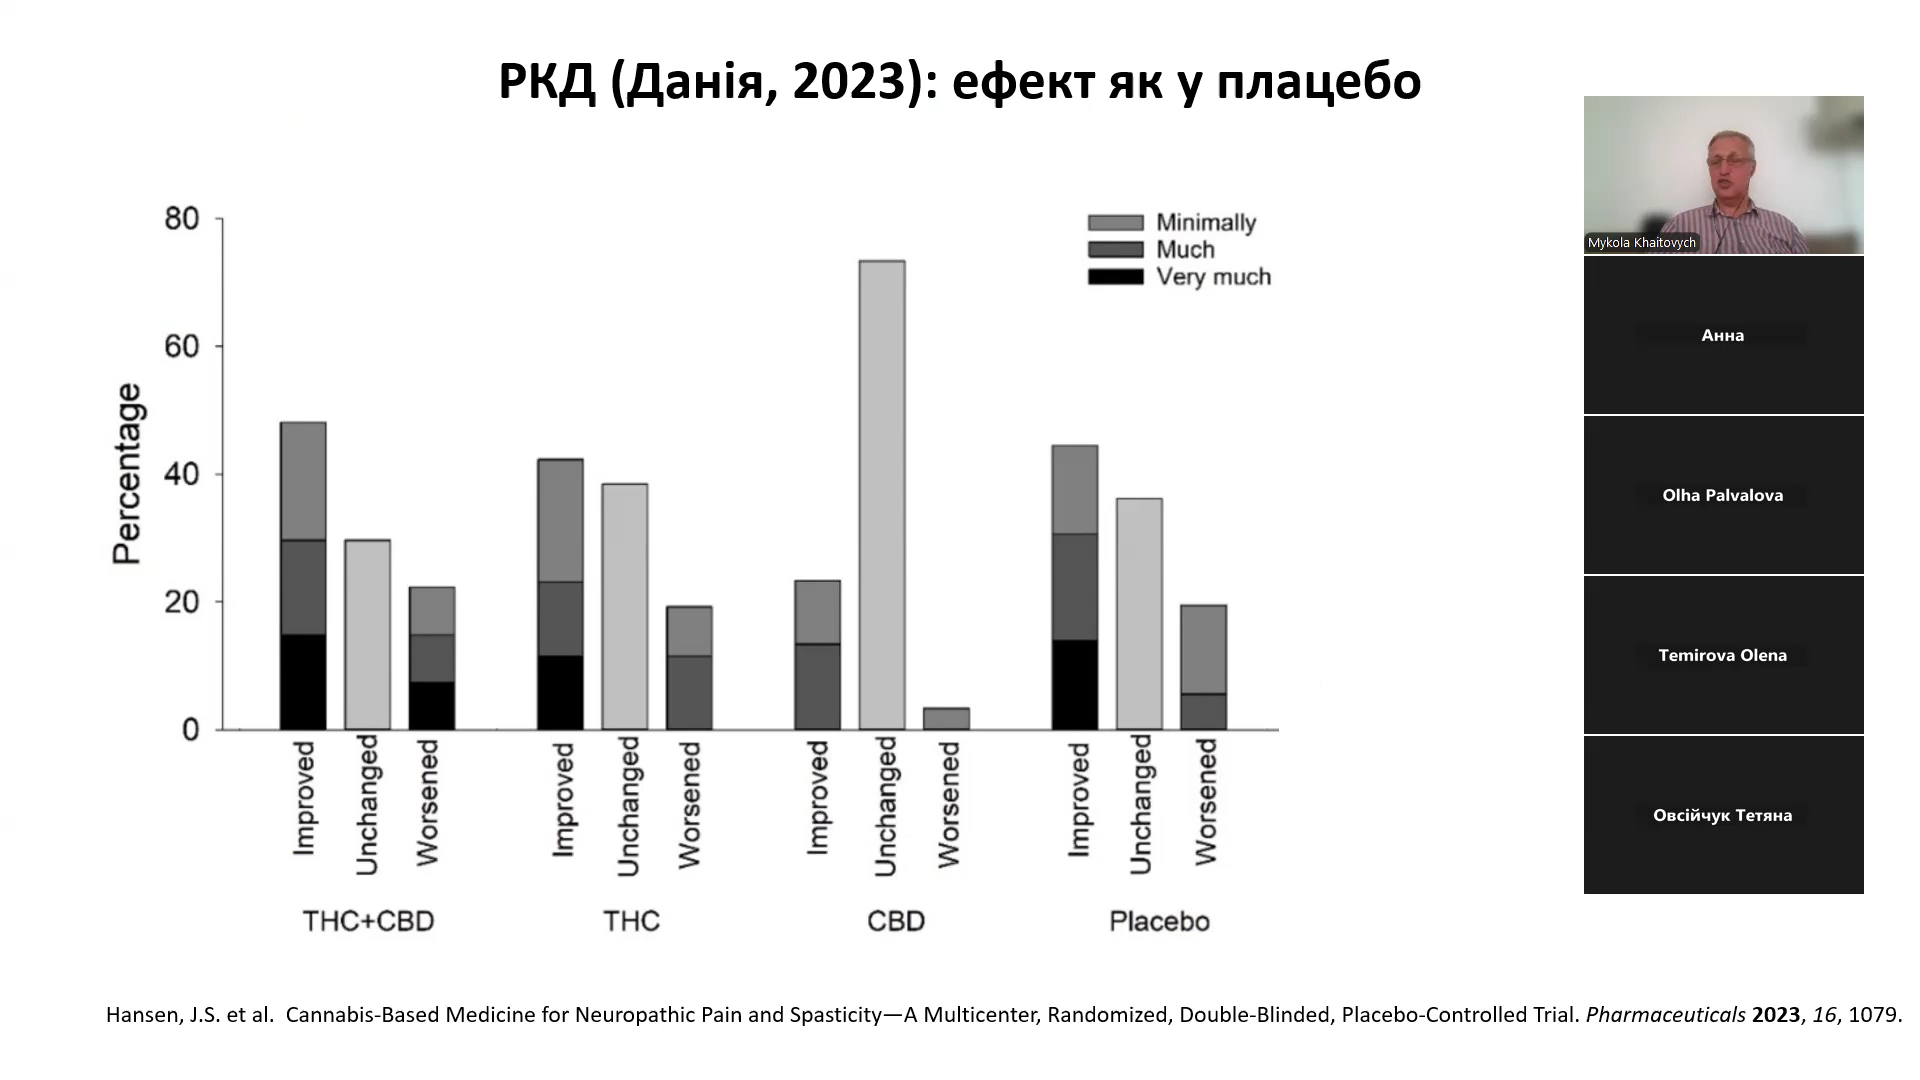 РКД (Данія, 2023): ефект як у плацебо
Percentage
80
60
40
20
0
Minimally
Much
Very much
Improved
Unchanged
Worsened
Improved
Unchanged
Worsened
Improved
Unchanged
Worsened
Improved
Unchanged
Worsened
THC+CBD
THC
CBD
Placebo
Hansen, J.S. et al. Cannabis-Based Medicine for Neuropathic Pain and Spasticity—A Multicenter, Randomized, Double-Blinded, Placebo-Controlled Trial. Pharmaceuticals 2023, 16, 1079.
Mykola Khaitovych
Анна
Olha Palvalova
Temirova Olena
Овсійчук Тетяна